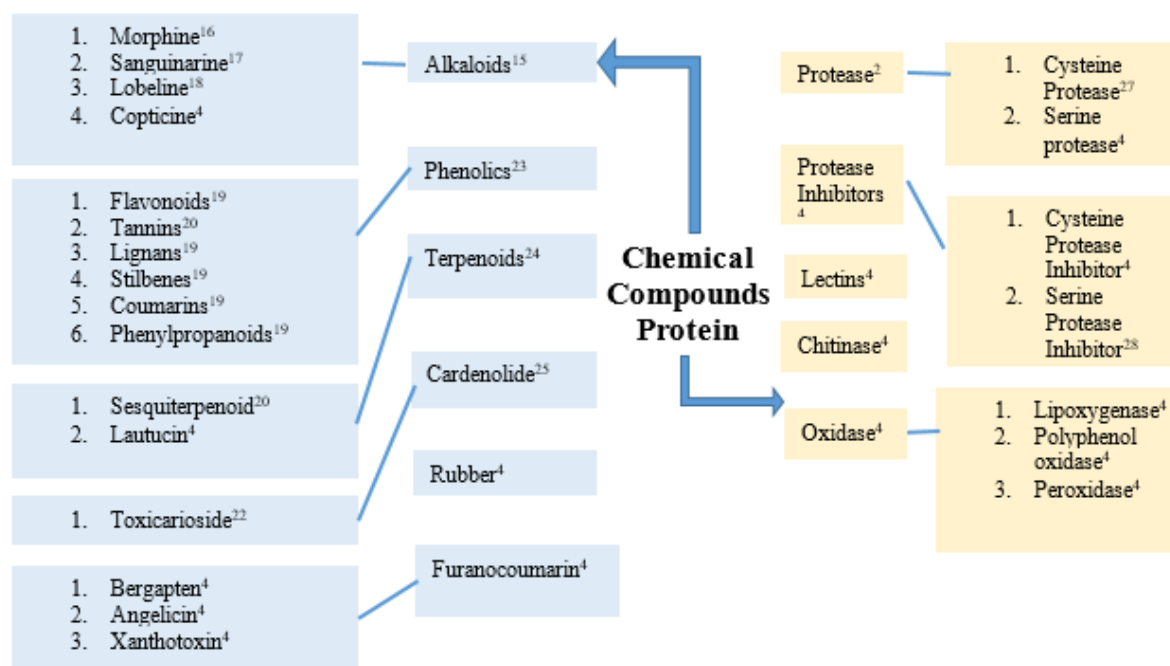 1. Morphine¹⁶
2. Sanguinarine¹⁷
3. Lobeline¹⁸
4. Copticine⁴
Alkaloids¹⁵
1. Flavonoids¹⁹
2. Tannins²⁰
3. Lignans¹⁹
4. Stilbenes¹⁹
5. Coumarins¹⁹
6. Phenylpropanoids¹⁹
Phenolics²³
1. Sesquiterpenoid²⁰
2. Lautucin⁴
Terpenoids²⁴
1. Toxicarioside²²
Cardenolide²⁵
Rubber⁴
1. Bergapten⁴
2. Angelicin⁴
3. Xanthotoxin⁴
Furanocoumarin⁴
Chemical
Compounds
Protein
Protease²
1. Cysteine
Protease²⁷
2. Serine
protease⁴
Protease
Inhibitors
4
1. Cysteine
Protease
Inhibitor⁴
2. Serine
Protease
Inhibitor²⁸
Lectins⁴
Chitinase⁴
Oxidase⁴
1. Lipoxygenase⁴
2. Polyphenol
oxidase⁴
3. Peroxidase⁴